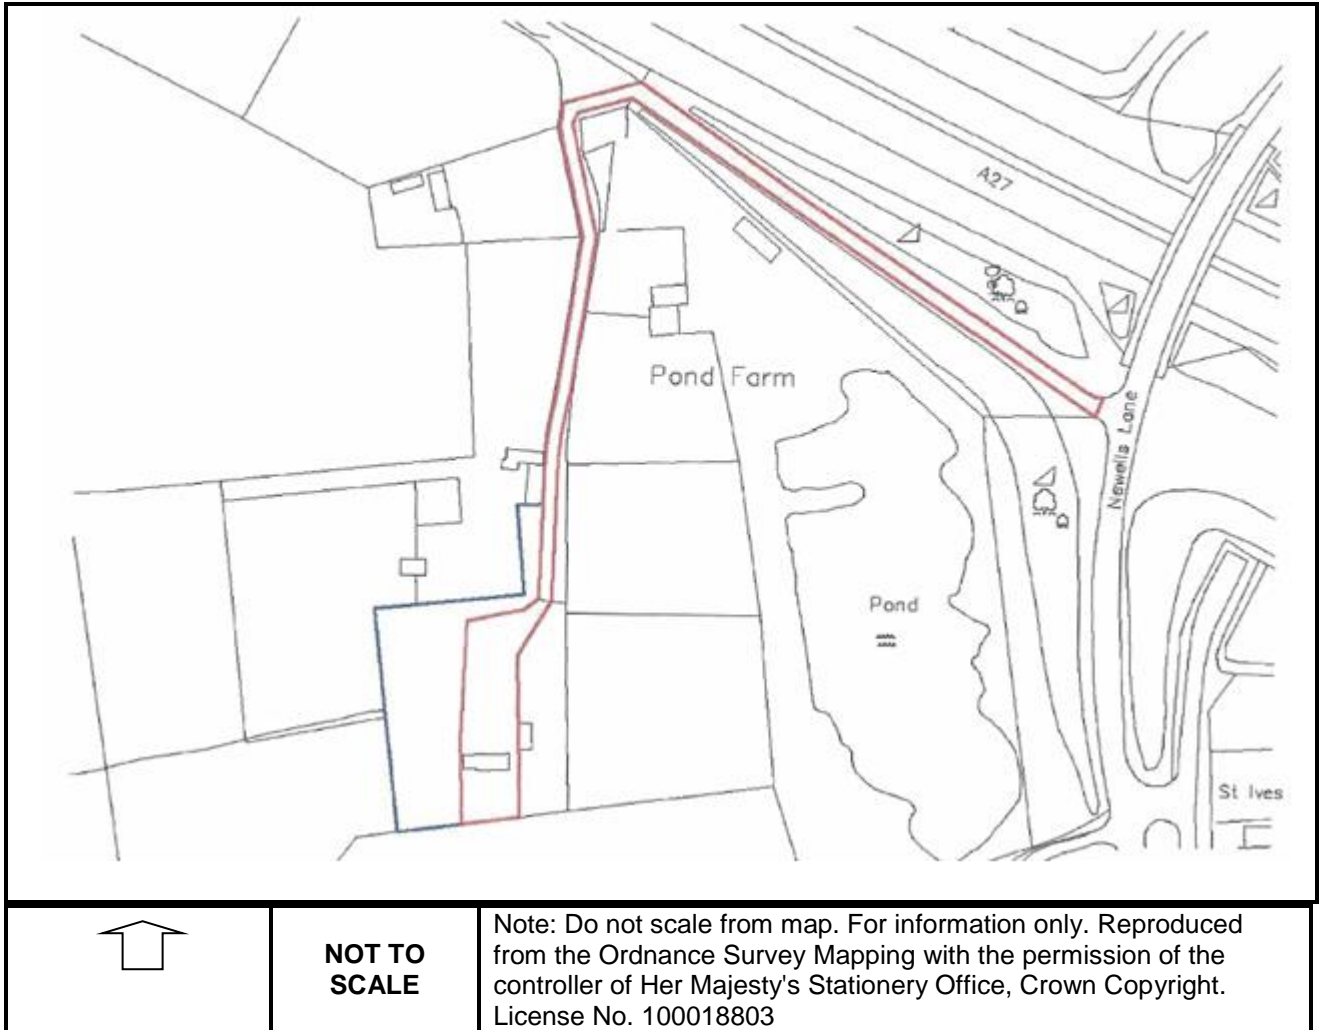 A27
Pond Farm
Newells Lane
Pond
St Ives
NOT TO
SCALE
Note: Do not scale from map. For information only. Reproduced
from the Ordnance Survey Mapping with the permission of the
controller of Her Majesty's Stationery Office, Crown Copyright.
License No. 100018803